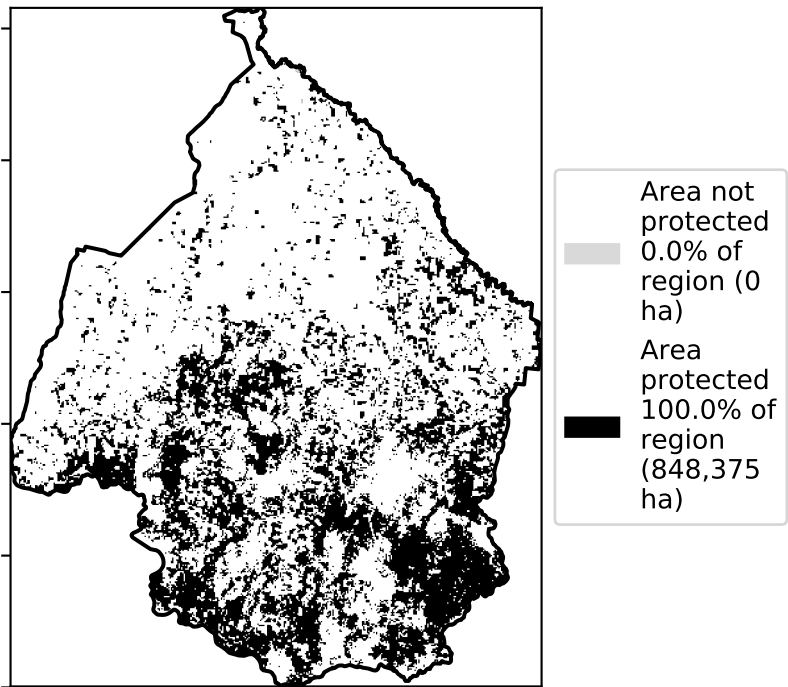 Area not
protected
0.0% of
region (0
ha)
Area
protected
100.0% of
region
(848,375
ha)